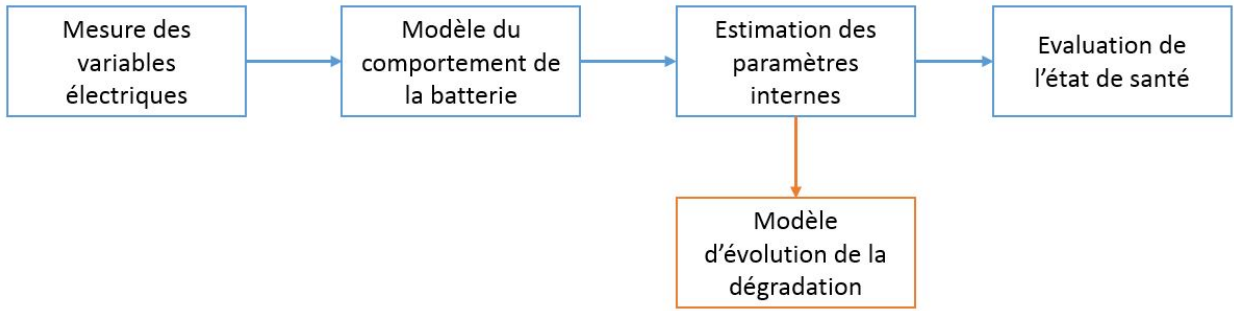 Mesure des
variables
électriques
Modèle du
comportement de
la batterie
Estimation des
paramètres
internes
Evaluation de
l'état de santé
Modèle
d'évolution de la
dégradation